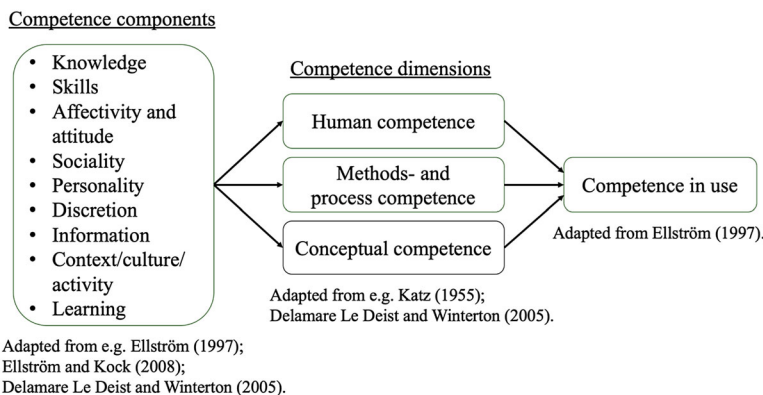 Competence components
• Knowledge
• Skills
• Affectivity and
attitude
• Sociality
• Personality
• Discretion
• Information
• Context/culture/
activity
• Learning
Adapted from e.g. Ellström (1997);
Ellström and Kock (2008);
Delamare Le Deist and Winterton (2005).
Competence dimensions
Human competence
Methods- and
process competence
Conceptual competence
Adapted from e.g. Katz (1955);
Delamare Le Deist and Winterton (2005).
Competence in use
Adapted from Ellström (1997).